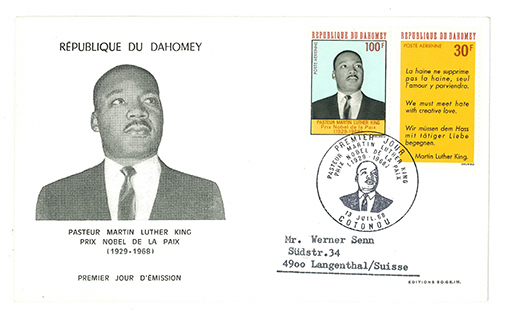 RÉPUBLIQUE DU DAHOMEY
PASTEUR MARTIN LUTHER KING
PRIX NOBEL DE LA PAIX
(1929-1968)
PREMIER JOUR D'ÉMISSION
REPUBLIQUE DU DAHOMEY
100F
POSTE AÉRIENNE
PASTEUR MARTIN LUTHER KING
Prix Nobel de la Paix
(1929-1968)
REPUBLIQUE DU DAHOMEY
POSTE AÉRIENNE
30F
La haine ne supprime
pas la haine, seul
l'amour y parviendra.
We must meet hate
with creative love.
Wir müssen dem Hass
mit tätiger Liebe
begegnen.
Martin Luther King.
PREMIER JOUR
PASTEUR MARTIN LUTHER KING
PRIX NOBEL DE LA PAIX
(1929-1968)
COTONOU
Mr. Werner Senn
Südstr.34
4900 Langenthal/Suisse